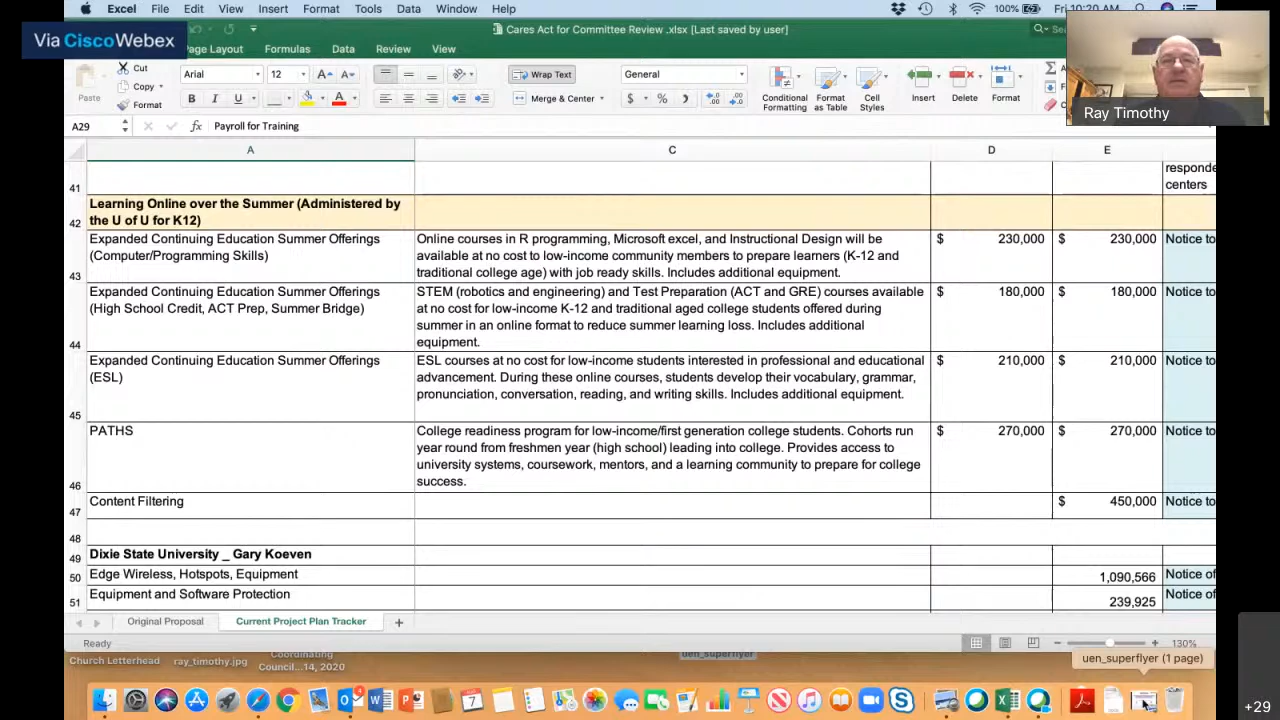 Excel File Edit View Insert Format Tools Data Window Help
100% Fri 10:20 AM
Via Cisco Webex
Cares Act for Committee Review .xlsx [Last saved by user]
Page Layout Formulas Data Review View
Paste
Cut
Copy
Format
Arial 12
B I U
Wrap Text
Merge & Center
General
$ %
Conditional Formatting
Format as Table
Cell Styles
Insert Delete Format
Ray Timothy
A29 fx Payroll for Training
A C D E
41 responde
centers
42 Learning Online over the Summer (Administered by
the U of U for K12)
43 Expanded Continuing Education Summer Offerings
(Computer/Programming Skills)
Online courses in R programming, Microsoft excel, and Instructional Design will be
available at no cost to low-income community members to prepare learners (K-12 and
traditional college age) with job ready skills. Includes additional equipment.
$ 230,000 $ 230,000 Notice to
44 Expanded Continuing Education Summer Offerings
(High School Credit, ACT Prep, Summer Bridge)
STEM (robotics and engineering) and Test Preparation (ACT and GRE) courses available
at no cost for low-income K-12 and traditional aged college students offered during
summer in an online format to reduce summer learning loss. Includes additional
equipment.
$ 180,000 $ 180,000 Notice to
45 Expanded Continuing Education Summer Offerings
(ESL)
ESL courses at no cost for low-income students interested in professional and educational
advancement. During these online courses, students develop their vocabulary, grammar,
pronunciation, conversation, reading, and writing skills. Includes additional equipment.
$ 210,000 $ 210,000 Notice to
46 PATHS
College readiness program for low-income/first generation college students. Cohorts run
year round from freshmen year (high school) leading into college. Provides access to
university systems, coursework, mentors, and a learning community to prepare for college
success.
$ 270,000 $ 270,000 Notice to
47 Content Filtering $ 450,000 Notice to
48
49 Dixie State University _ Gary Koeven
50 Edge Wireless, Hotspots, Equipment 1,090,566 Notice of
51 Equipment and Software Protection 239,925 Notice of
Original Proposal Current Project Plan Tracker +
Ready 130%
Church Letterhead ray_timothy.jpg
Coordinating
Council...14, 2020
uen_superflyer
uen_superflyer (1 page)
+29